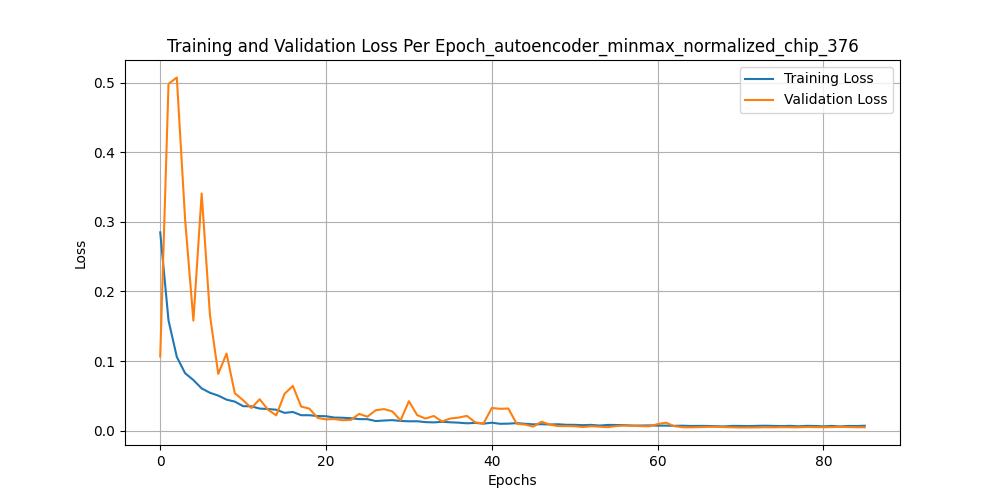 Training and Validation Loss Per Epoch_autoencoder_minmax_normalized_chip_376
Training Loss
Validation Loss
Loss
0.5
0.4
0.3
0.2
0.1
0.0
0 20 40 60 80
Epochs